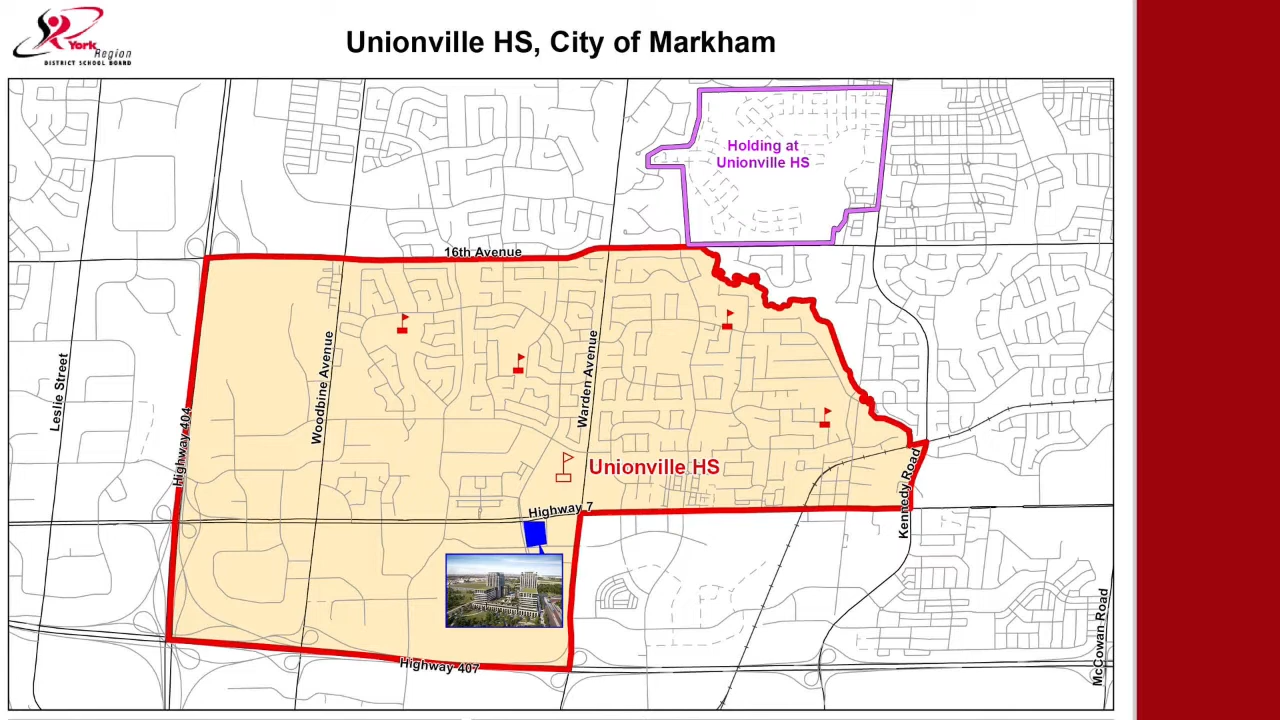 York
Region
DISTRICT SCHOOL BOARD
Unionville HS, City of Markham
Holding at
Unionville HS
16th Avenue
Leslie Street
Highway 404
Woodbine Avenue
Warden Avenue
Unionville HS
Highway 7
Kennedy Road
Highway 407
McCowan Road